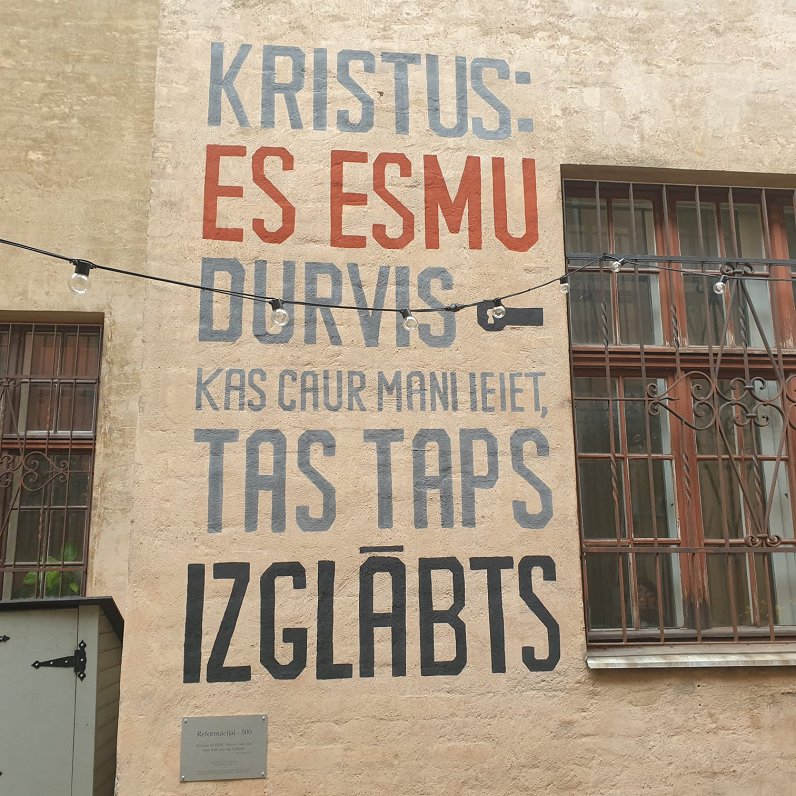 KRISTUS:
ES ESMU
DURVIS -
KAS CAUR MANI IEIET,
TAS TAPS
IZGLĀBTS
Reformācijai - 500